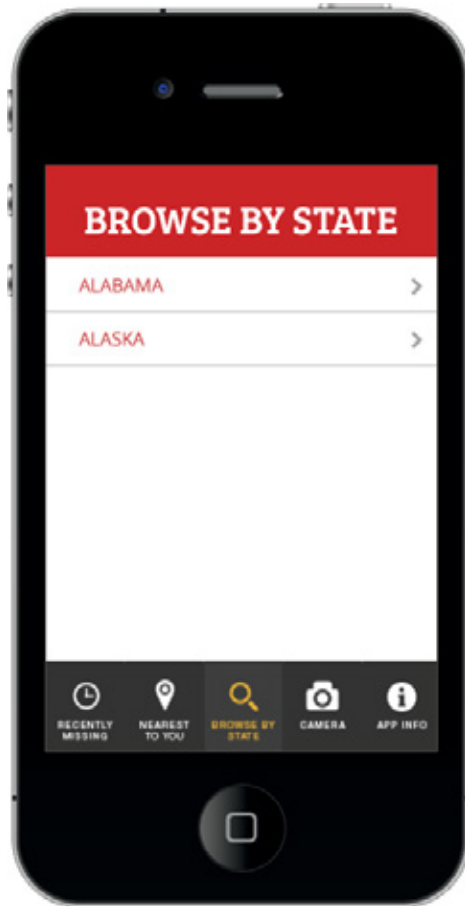 BROWSE BY STATE
ALABAMA
ALASKA
RECENTLY
MISSING
NEAREST
TO YOU
BROWSE BY
STATE
CAMERA
APP INFO